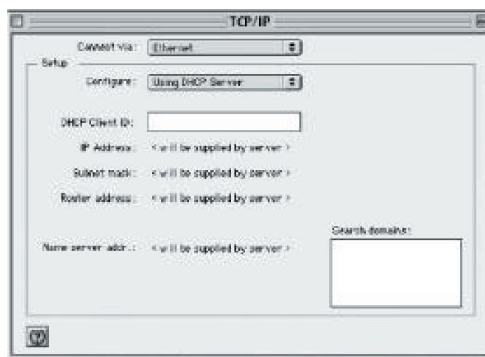 TCP/IP
Connect via: Ethernet
Setup
Configure: Using DHCP Server
DHCP Client ID:
IP Address: < will be supplied by server >
Subnet mask: < will be supplied by server >
Router address: < will be supplied by server >
Search domains:
Name server addr.: < will be supplied by server >
?